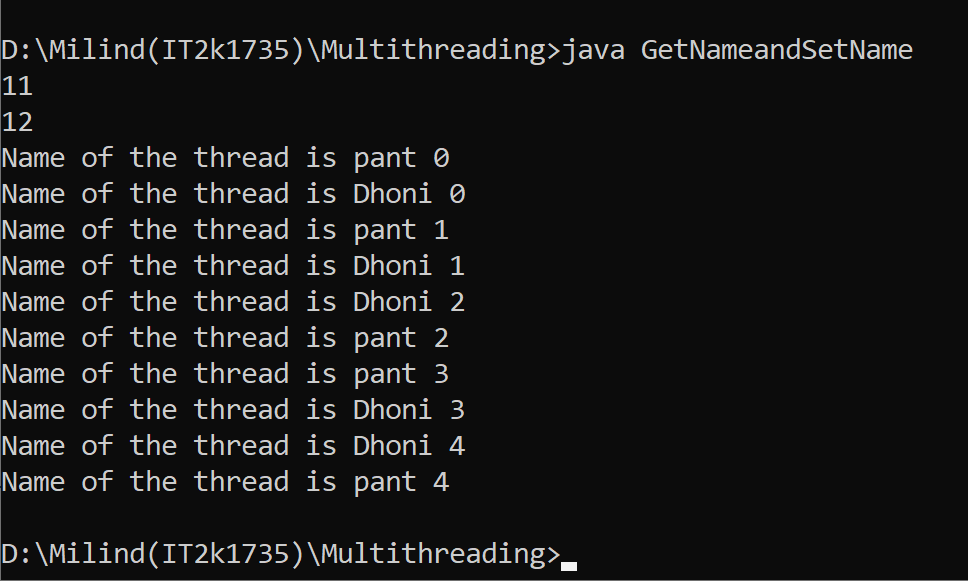 D:\Milind(IT2k1735)\Multithreading>java GetNameandSetName
11
12
Name of the thread is pant 0
Name of the thread is Dhoni 0
Name of the thread is pant 1
Name of the thread is Dhoni 1
Name of the thread is Dhoni 2
Name of the thread is pant 2
Name of the thread is pant 3
Name of the thread is Dhoni 3
Name of the thread is Dhoni 4
Name of the thread is pant 4
D:\Milind(IT2k1735)\Multithreading>